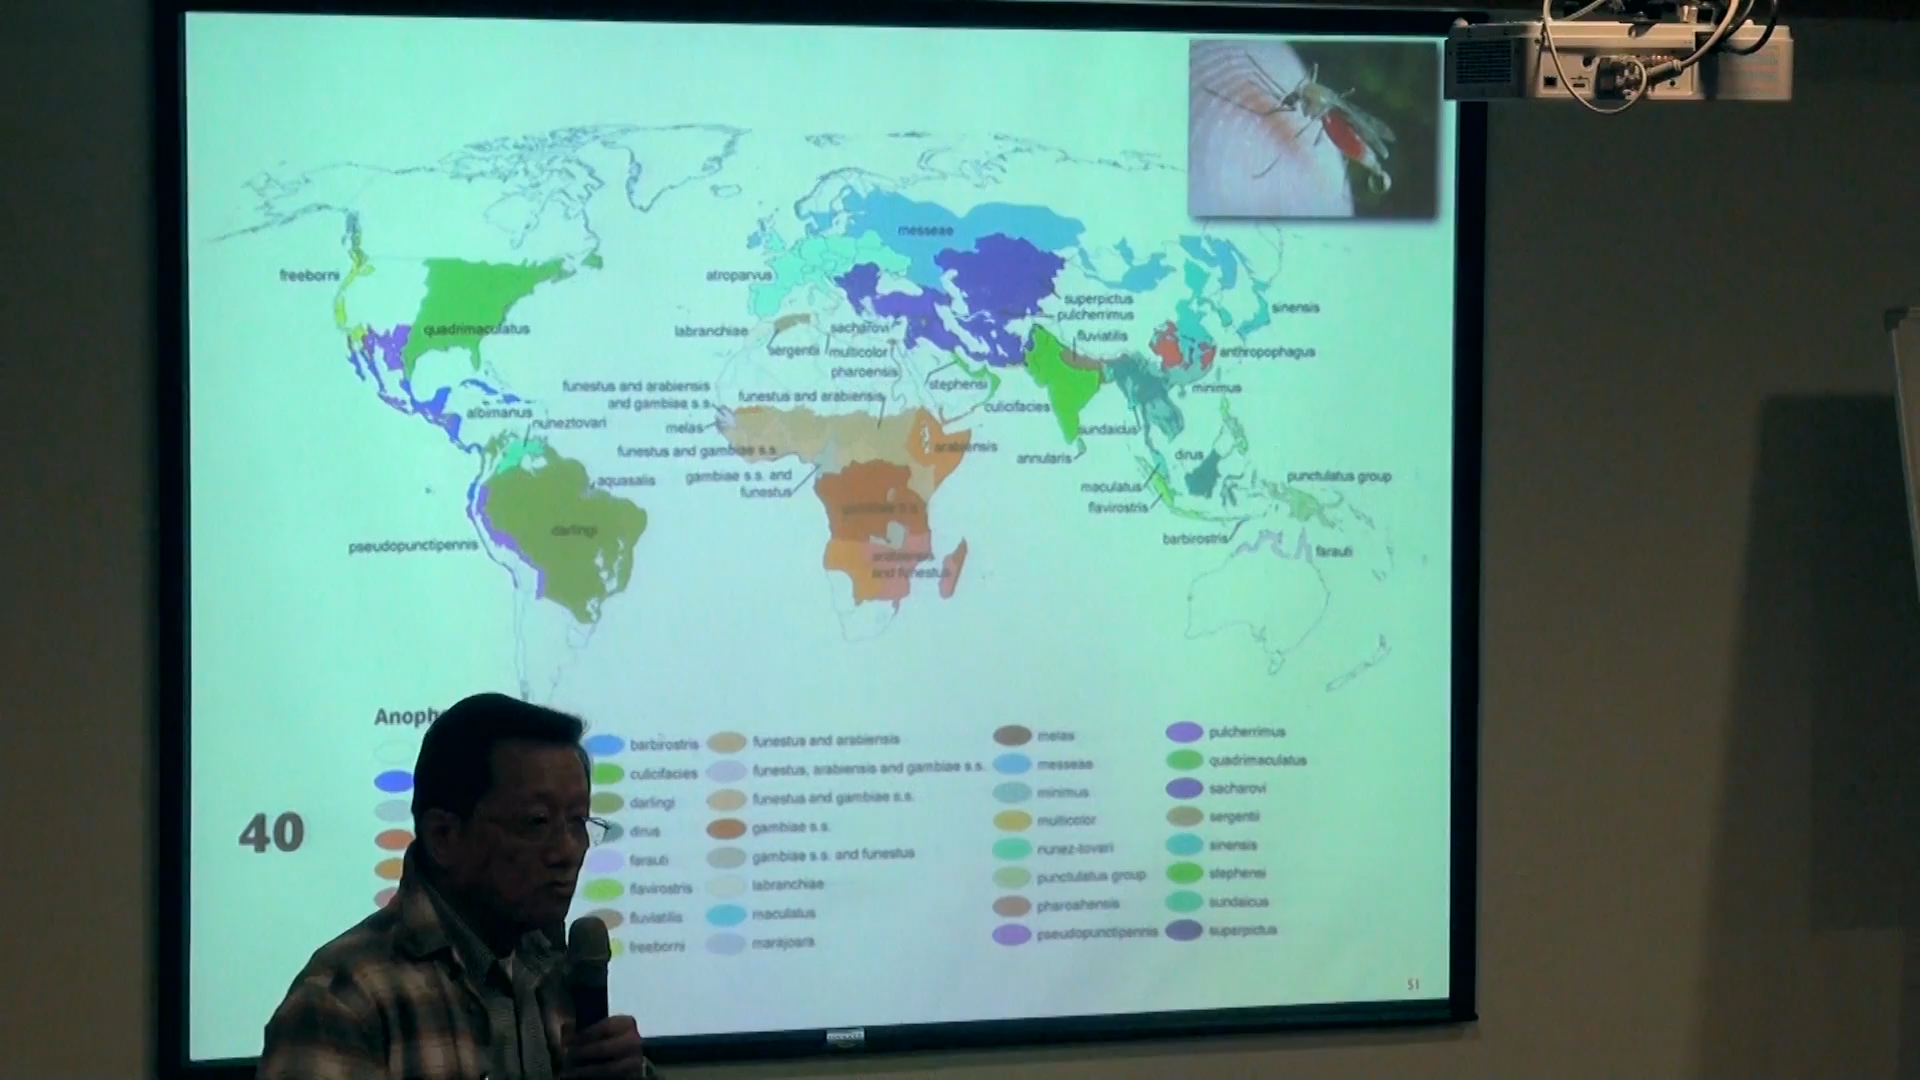 messeae
freeborni
atroparvus
superpictus
sinensis
pulcherrimus
quadrimaculatus
labranchiae
sacharovi
fluviatilis
sergentii
multicolor
anthropophagus
pharoensis
funestus and arabiensis
and gambiae s.s.
stephensi
minimus
funestus and arabiensis
albimanus
culicifacies
nuneztovari
melas
sundaicus
funestus and gambiae s.s.
arabiensis
annularis
dirus
aquasalis
gambiae s.s. and
funestus
punctulatus group
maculatus
flavirostris
gambiae s.s.
darlingi
pseudopunctipennis
barbirostris
farauti
arabiensis
and funestus
Anoph
barbirostris
culicifacies
darlingi
dirus
farauti
flavirostris
fluviatilis
freeborni
funestus and arabiensis
funestus, arabiensis and gambiae s.s.
funestus and gambiae s.s.
gambiae s.s.
gambiae s.s. and funestus
labranchiae
maculatus
marajoara
melas
messeae
minimus
multicolor
nunez-tovari
punctulatus group
pharoahensis
pseudopunctipennis
pulcherrimus
quadrimaculatus
sacharovi
sergentii
sinensis
stephensi
sundaicus
superpictus
40
51